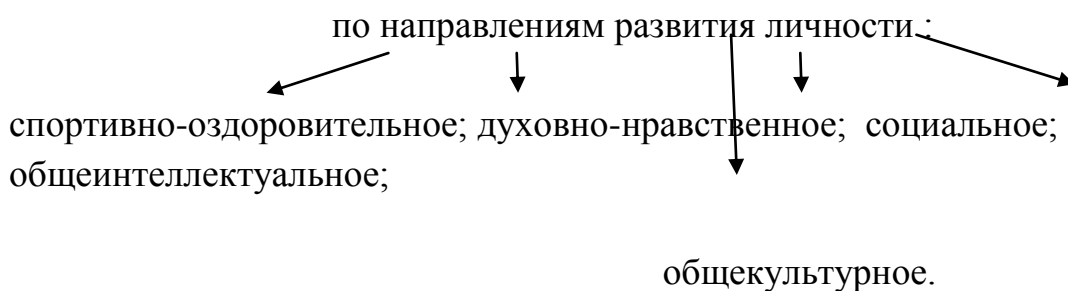 по направлениям развития личности :
спортивно-оздоровительное; духовно-нравственное; социальное;
общеинтеллектуальное;
общекультурное.